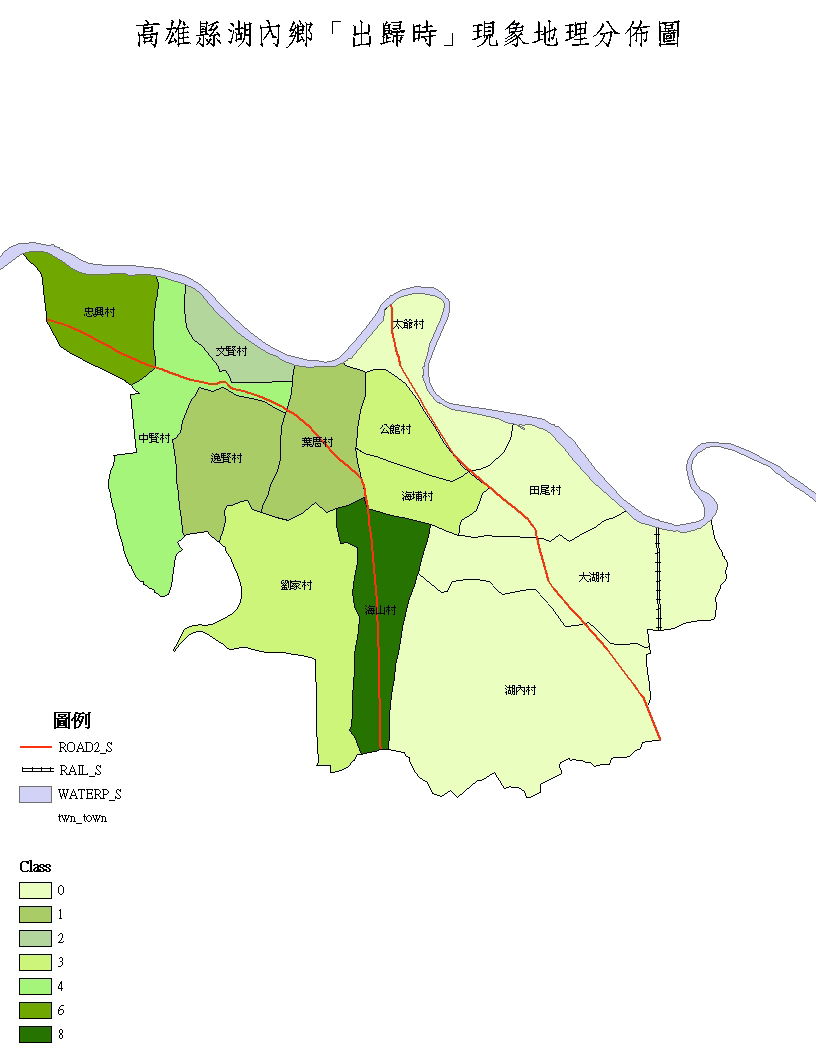 高雄縣湖內鄉「出歸時」現象地理分佈圖
忠興村
太爺村
文賢村
公館村
中賢村
葉厝村
漁賢村
田尾村
海埔村
大湖村
劉家村
海山村
湖內村
圖例
ROAD2_S
RAIL_S
WATERP_S
twn_town
Class
0
1
2
3
4
6
8